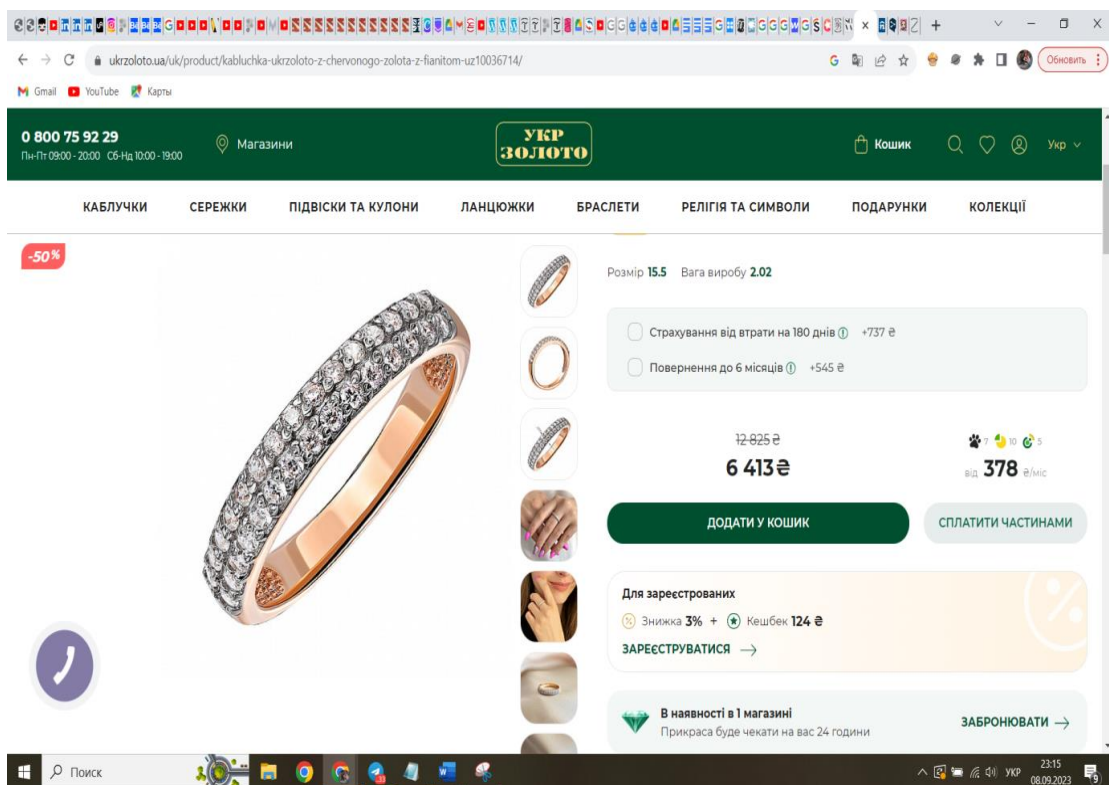 ukrzoloto.ua/uk/product/kabluchka-ukrzoloto-z-chervonogo-zolota-z-fianitom-uz10036714/
Обновить
Gmail YouTube Карты
0 800 75 92 29
Пн-Пт 09:00 - 20:00 Сб-Нд 10:00 - 19:00
Магазини
УКР
ЗОЛОТО
Кошик
Укр
КАБЛУЧКИ СЕРЕЖКИ ПІДВІСКИ ТА КУЛОНИ ЛАНЦЮЖКИ БРАСЛЕТИ РЕЛІГІЯ ТА СИМВОЛИ ПОДАРУНКИ КОЛЕКЦІЇ
-50%
Розмір 15.5 Вага виробу 2.02
Страхування від втрати на 180 днів +737 ₴
Повернення до 6 місяців +545 ₴
12 825 ₴
6 413 ₴
7 10 5
від 378 ₴/міс
ДОДАТИ У КОШИК
СПЛАТИТИ ЧАСТИНАМИ
Для зареєстрованих
Знижка 3% + Кешбек 124 ₴
ЗАРЕЄСТРУВАТИСЯ
В наявності в 1 магазині
Прикраса буде чекати на вас 24 години
ЗАБРОНЮВАТИ
Поиск
УКР
23:15
08.09.2023